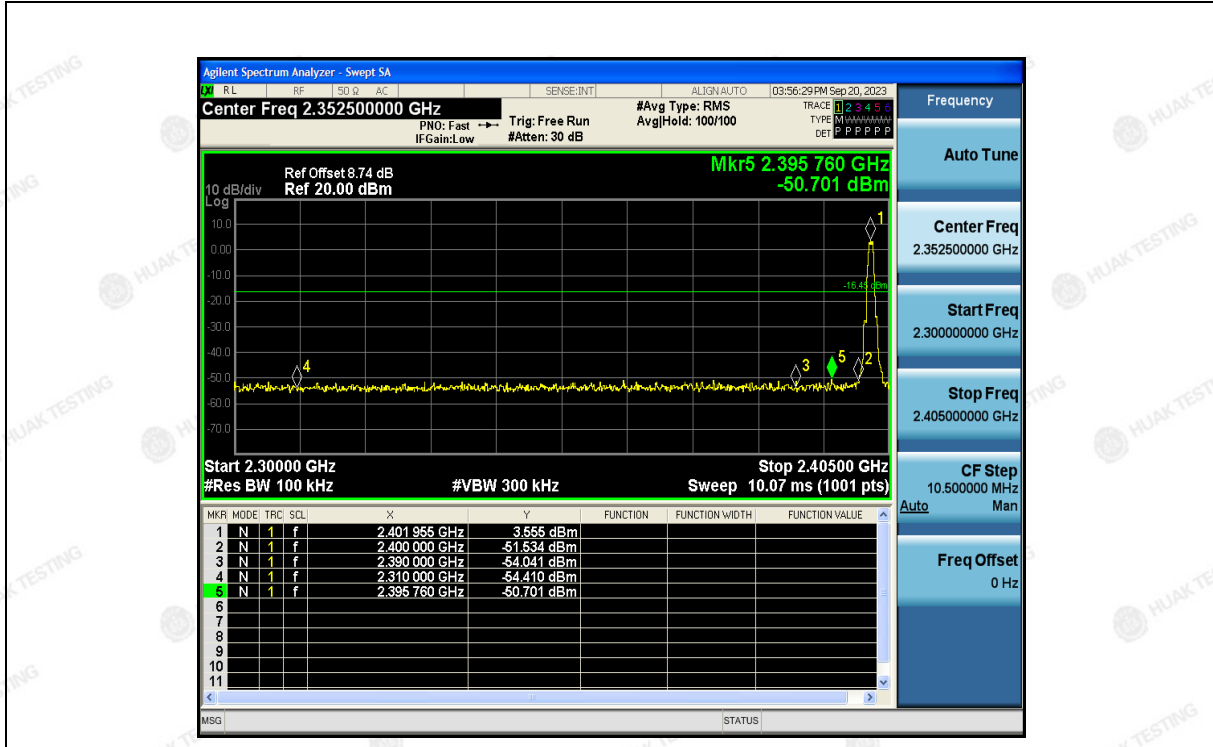 Agilent Spectrum Analyzer - Swept SA
LXI RL RF 50 Ω AC SENSE:INT ALIGN AUTO 03:56:29 PM Sep 20, 2023
Center Freq 2.352500000 GHz
PNO: Fast
IFGain:Low
Trig: Free Run
#Atten: 30 dB
#Avg Type: RMS
Avg|Hold: 100/100
TRACE 1 2 3 4 5 6
TYPE M
DET P P P P P P
Ref Offset 8.74 dB
10 dB/div Ref 20.00 dBm
Log
Mkr5 2.395 760 GHz
-50.701 dBm
10.0
0.00
-10.0
-20.0
-30.0
-40.0
-50.0
-60.0
-70.0
1
-16.45 dBm
4
3
5
2
Start 2.30000 GHz Stop 2.40500 GHz
#Res BW 100 kHz #VBW 300 kHz Sweep 10.07 ms (1001 pts)
MKR MODE TRC SCL X Y FUNCTION FUNCTION WIDTH FUNCTION VALUE
1 N 1 f 2.401 955 GHz 3.555 dBm
2 N 1 f 2.400 000 GHz -51.534 dBm
3 N 1 f 2.390 000 GHz -54.041 dBm
4 N 1 f 2.310 000 GHz -54.410 dBm
5 N 1 f 2.395 760 GHz -50.701 dBm
6
7
8
9
10
11
MSG STATUS
Frequency
Auto Tune
Center Freq
2.352500000 GHz
Start Freq
2.300000000 GHz
Stop Freq
2.405000000 GHz
CF Step
10.500000 MHz
Auto Man
Freq Offset
0 Hz
HUAK TESTING